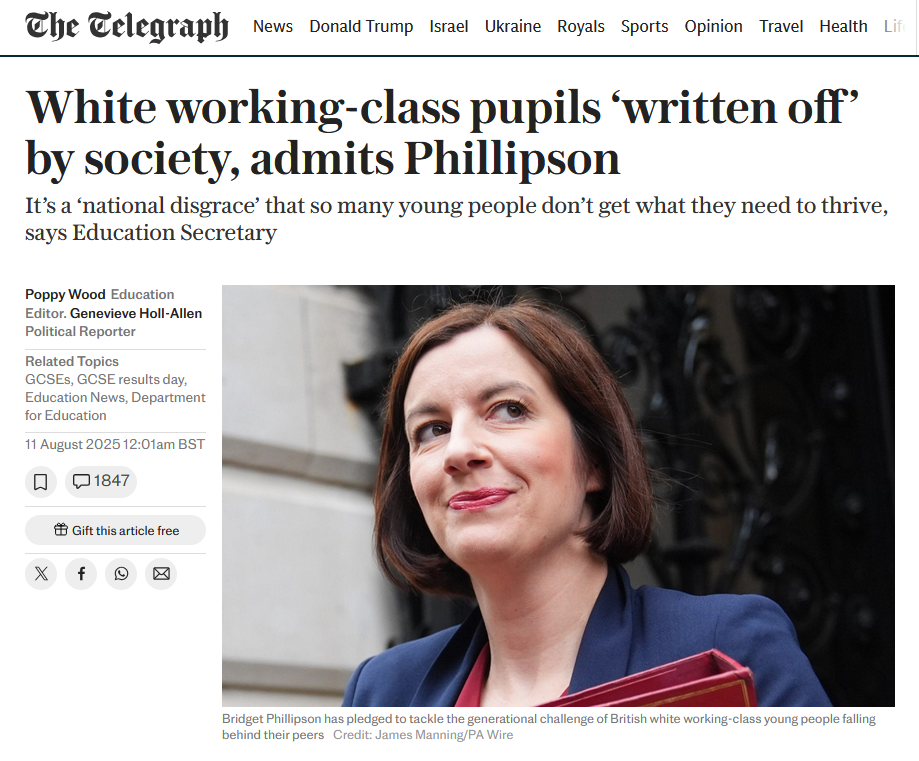 The Telegraph
News Donald Trump Israel Ukraine Royals Sports Opinion Travel Health
White working-class pupils ‘written off’
by society, admits Phillipson
It’s a ‘national disgrace’ that so many young people don’t get what they need to thrive,
says Education Secretary
Poppy Wood Education
Editor. Genevieve Holl-Allen
Political Reporter
Related Topics
GCSEs, GCSE results day,
Education News, Department
for Education
11 August 2025 12:01am BST
1847
Gift this article free
Bridget Phillipson has pledged to tackle the generational challenge of British white working-class young people falling
behind their peers Credit: James Manning/PA Wire